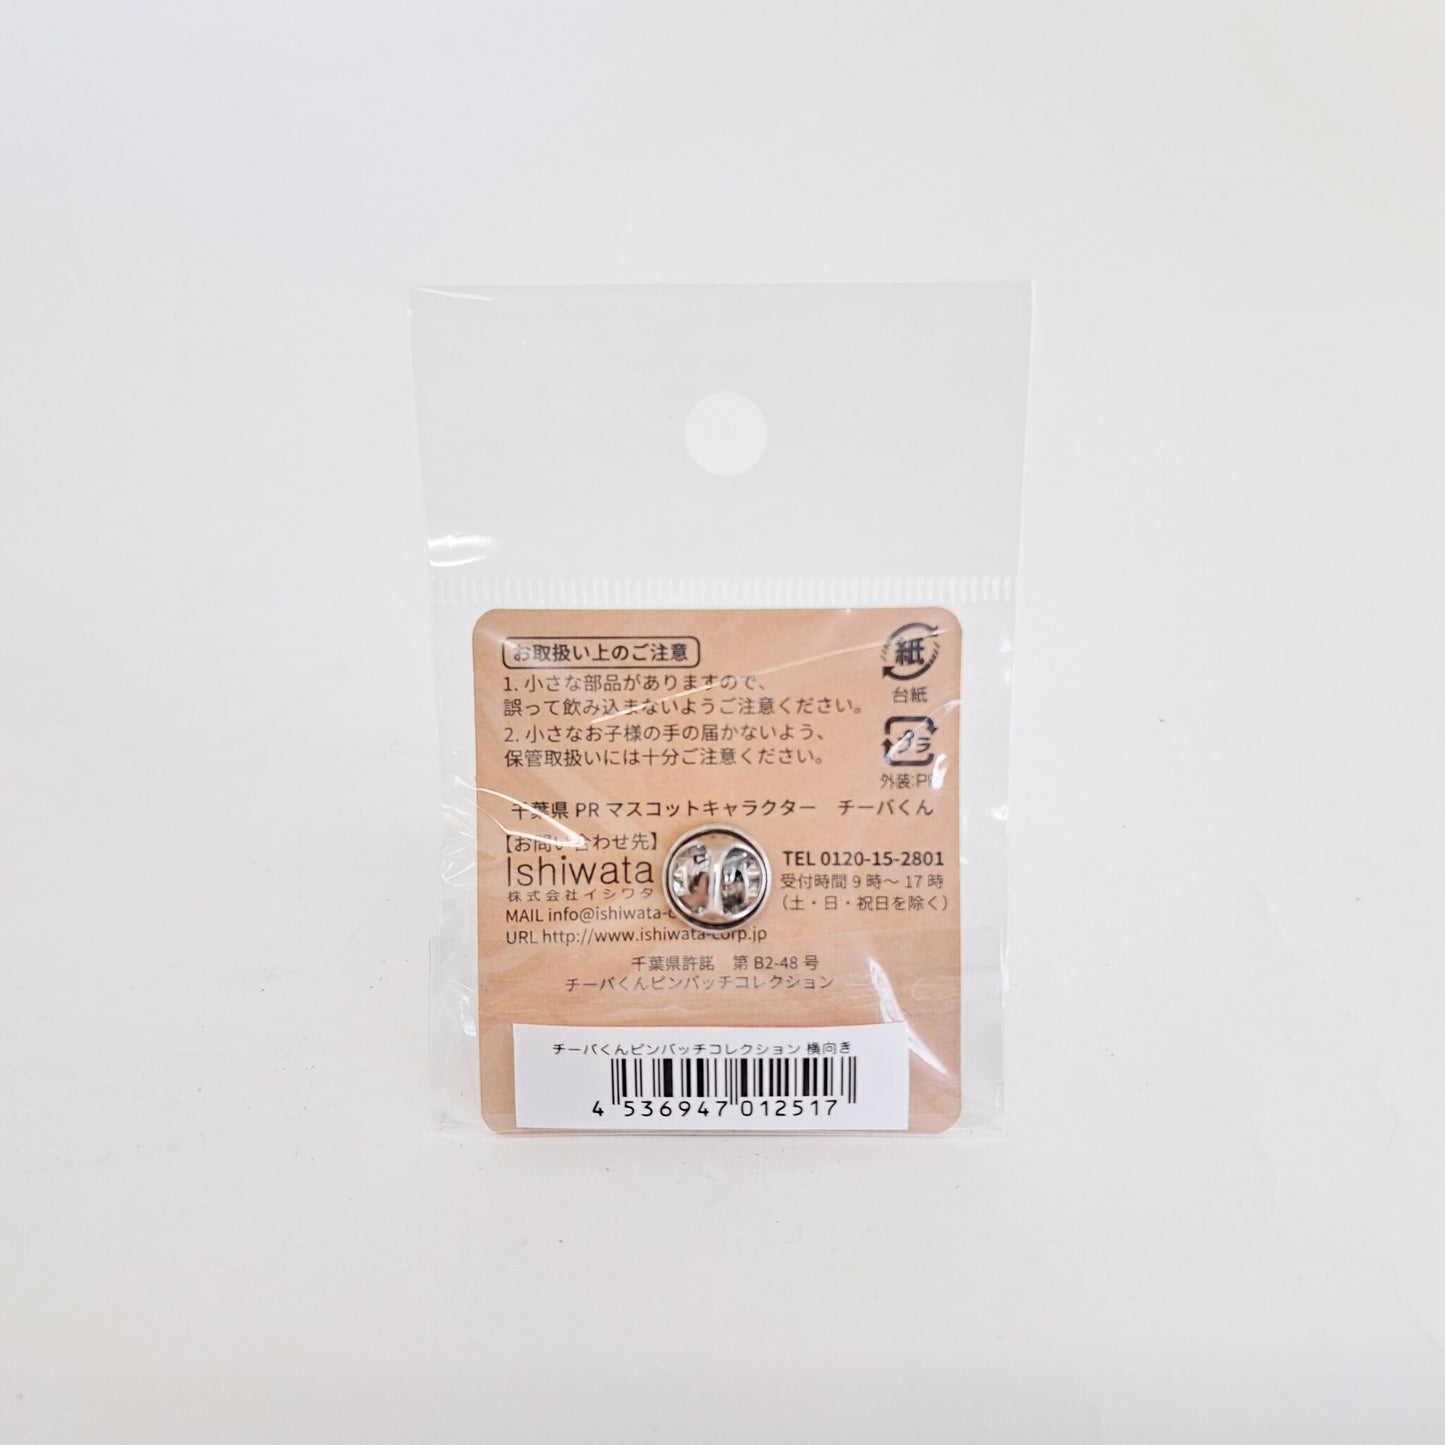 お取扱い上のご注意
1. 小さな部品がありますので、
誤って飲み込まないようご注意ください。
2. 小さなお子様の手の届かないよう、
保管取扱いには十分ご注意ください。
紙
台紙
プラ
外装:PP
千葉県 PR マスコットキャラクター　チーバくん
【お問い合わせ先】
Ishiwata
株式会社イシワタ
MAIL info@ishiwata-c
URL http://www.ishiwata-corp.jp
TEL 0120-15-2801
受付時間 9 時～ 17 時
（土・日・祝日を除く）
千葉県許諾　第 B2-48 号
チーバくんピンバッチコレクション
チーバくんピンバッチコレクション 横向き
4 536947 012517